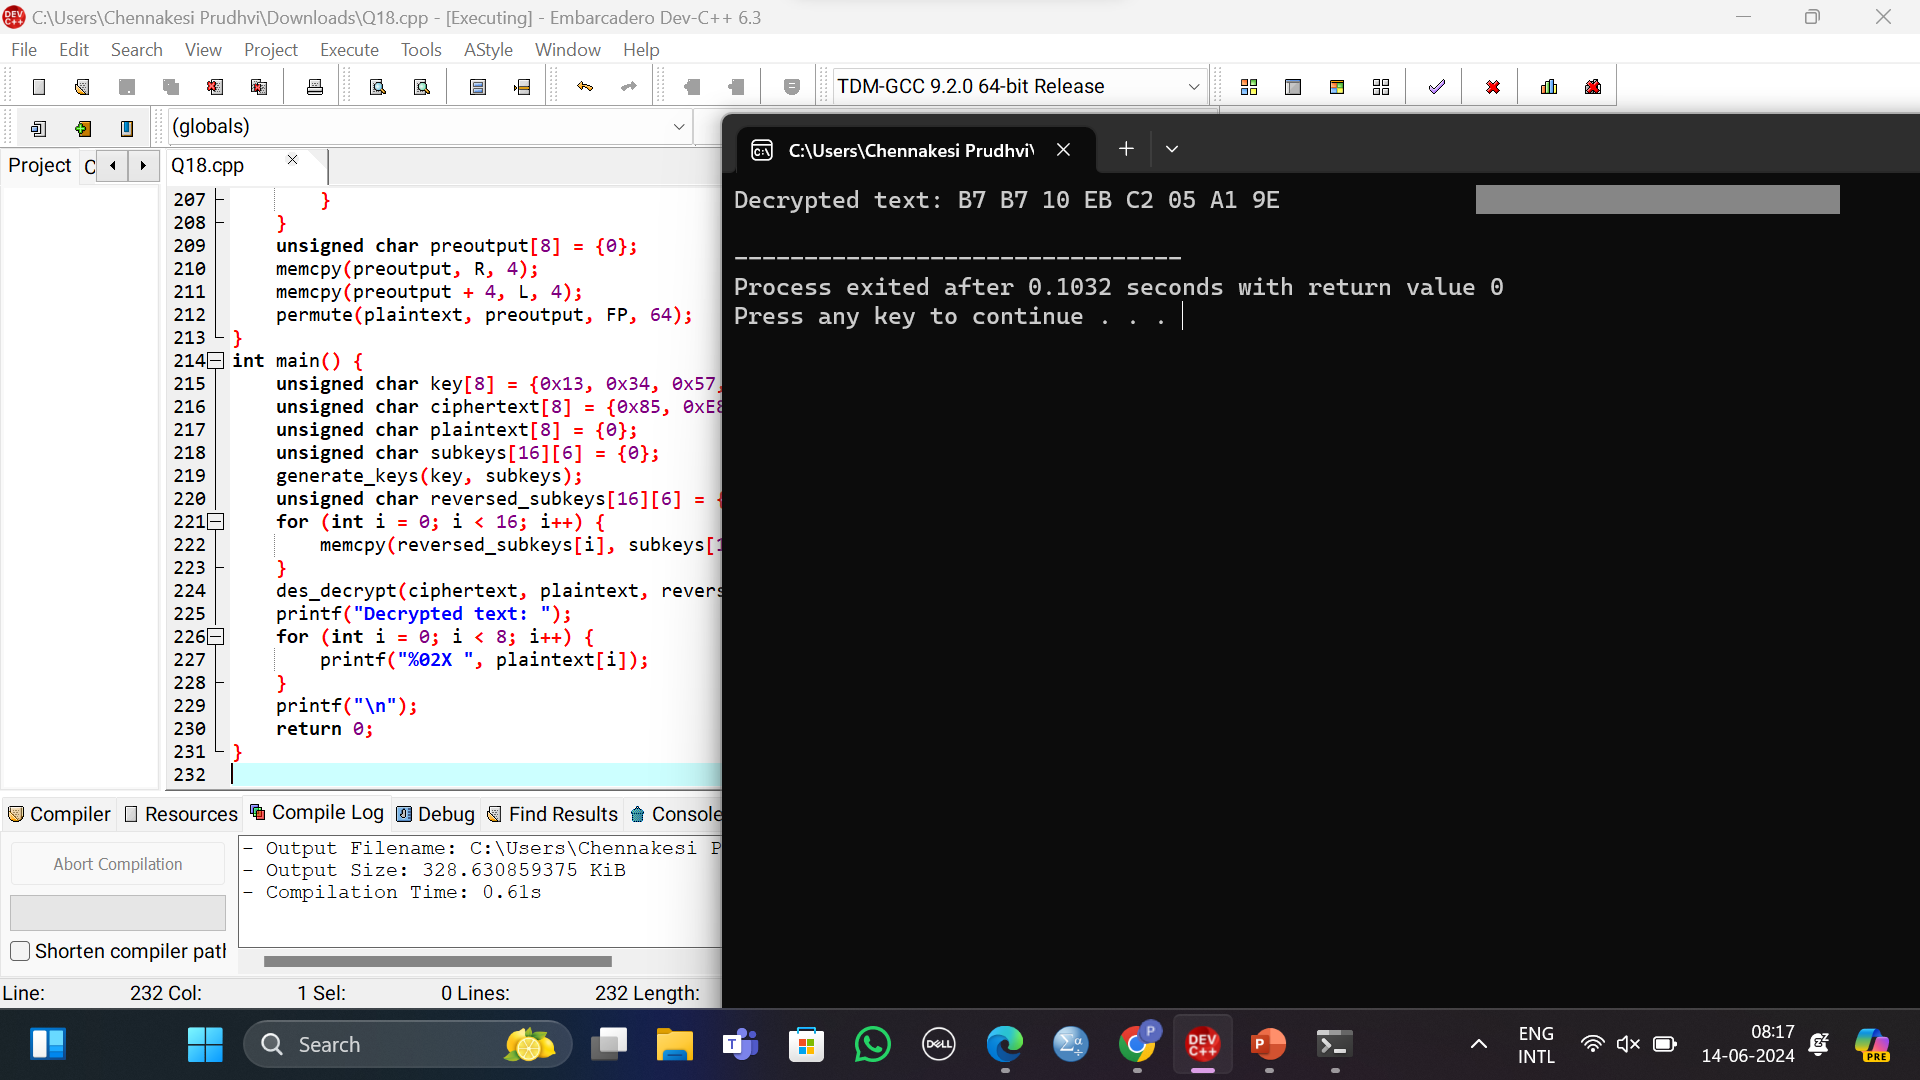 C:\Users\Chennakesi Prudhvi\Downloads\Q18.cpp - [Executing] - Embarcadero Dev-C++ 6.3
File Edit Search View Project Execute Tools AStyle Window Help
TDM-GCC 9.2.0 64-bit Release
(globals)
Project C
Q18.cpp
207 }
208 }
209 unsigned char preoutput[8] = {0};
210 memcpy(preoutput, R, 4);
211 memcpy(preoutput + 4, L, 4);
212 permute(plaintext, preoutput, FP, 64);
213 }
214 int main() {
215 unsigned char key[8] = {0x13, 0x34, 0x57,
216 unsigned char ciphertext[8] = {0x85, 0xE8
217 unsigned char plaintext[8] = {0};
218 unsigned char subkeys[16][6] = {0};
219 generate_keys(key, subkeys);
220 unsigned char reversed_subkeys[16][6] = {
221 for (int i = 0; i < 16; i++) {
222 memcpy(reversed_subkeys[i], subkeys[1
223 }
224 des_decrypt(ciphertext, plaintext, revers
225 printf("Decrypted text: ");
226 for (int i = 0; i < 8; i++) {
227 printf("%02X ", plaintext[i]);
228 }
229 printf("\n");
230 return 0;
231 }
232
C:\Users\Chennakesi Prudhvi\
Decrypted text: B7 B7 10 EB C2 05 A1 9E
--------------------------------
Process exited after 0.1032 seconds with return value 0
Press any key to continue . . .
Compiler Resources Compile Log Debug Find Results Console
Abort Compilation
Shorten compiler path
- Output Filename: C:\Users\Chennakesi P
- Output Size: 328.630859375 KiB
- Compilation Time: 0.61s
Line: 232 Col: 1 Sel: 0 Lines: 232 Length:
Search
DELL
DEV C++
P
P
PRE
ENG
INTL
08:17
14-06-2024